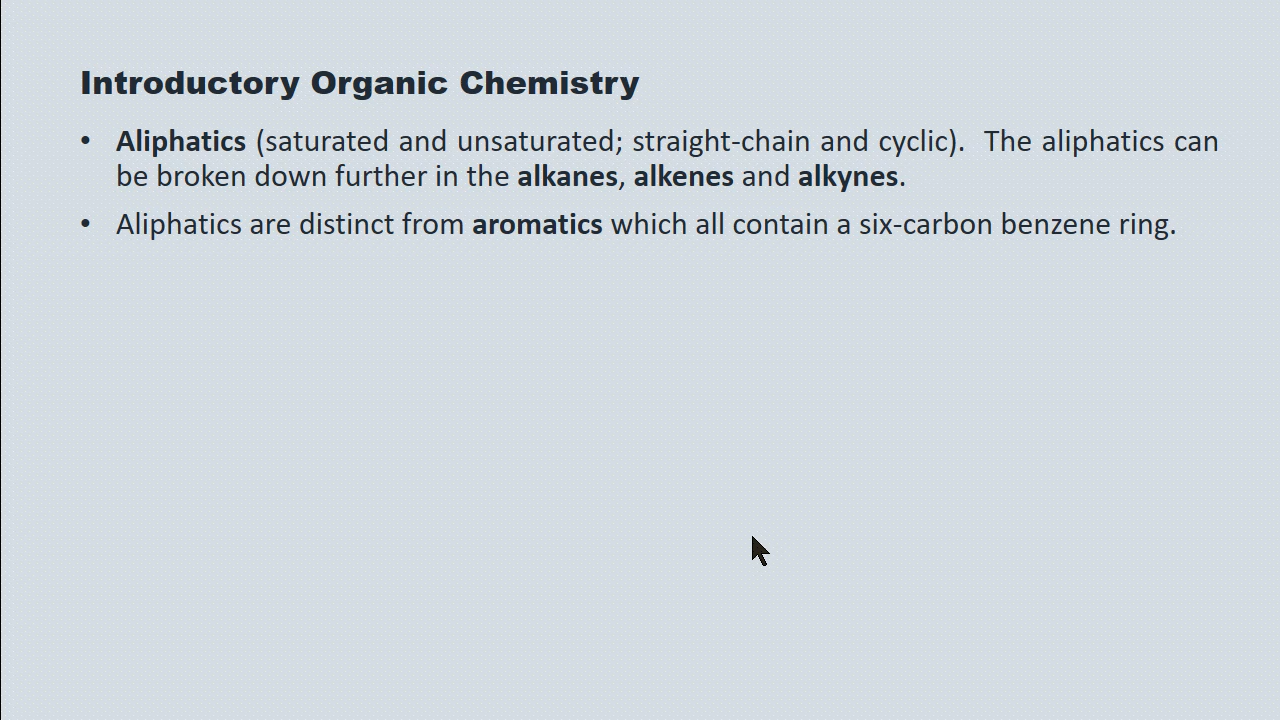 Introductory Organic Chemistry
• Aliphatics (saturated and unsaturated; straight-chain and cyclic).  The aliphatics can
be broken down further in the alkanes, alkenes and alkynes.
• Aliphatics are distinct from aromatics which all contain a six-carbon benzene ring.